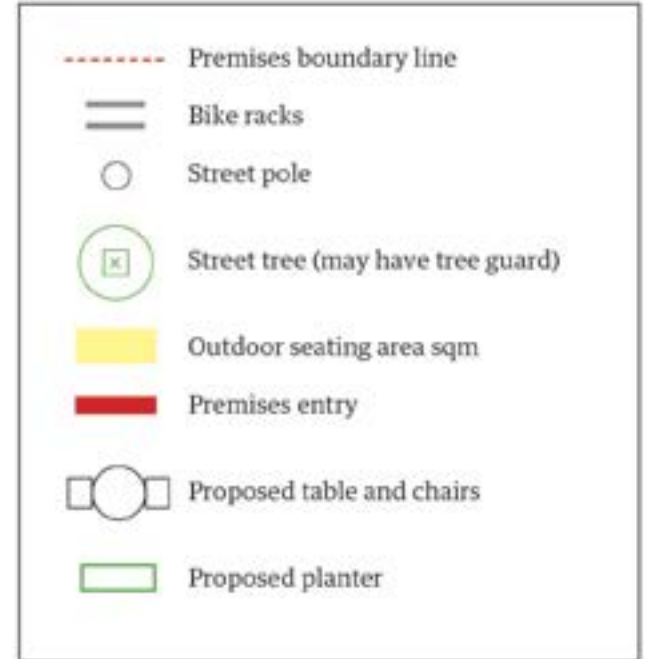 Premises boundary line
Bike racks
Street pole
Street tree (may have tree guard)
Outdoor seating area sqm
Premises entry
Proposed table and chairs
Proposed planter